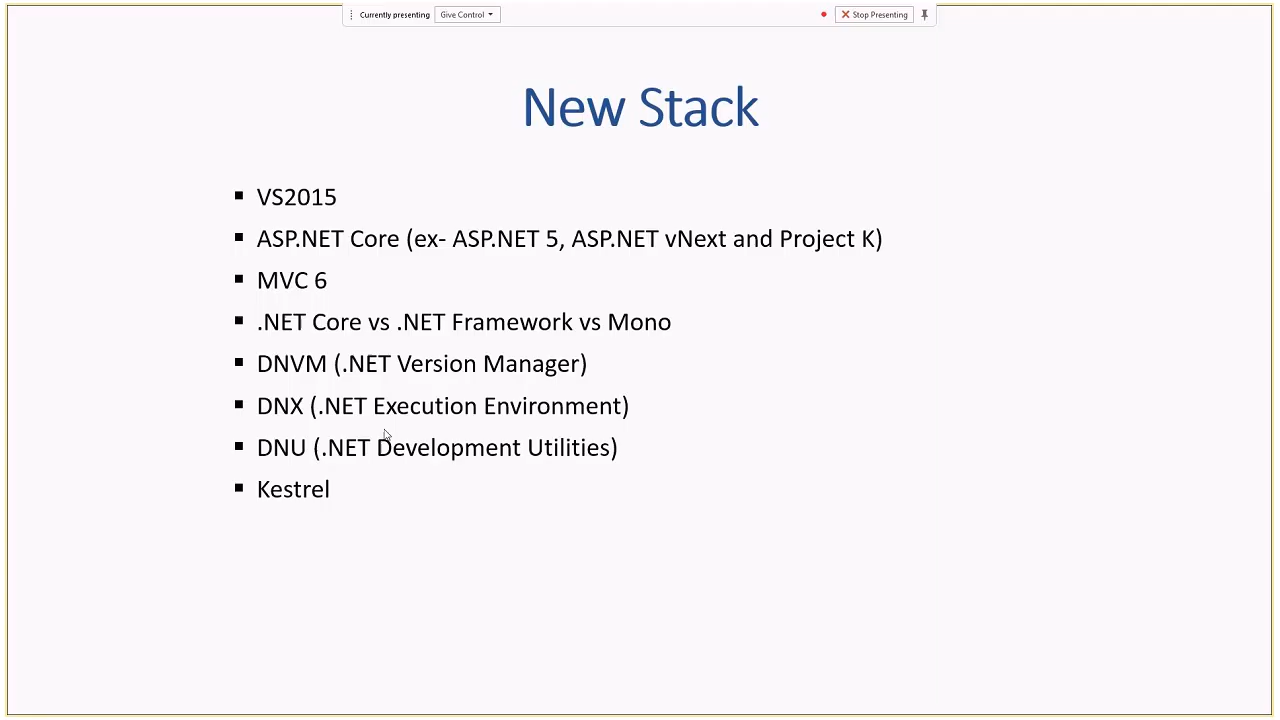 Currently presenting Give Control Stop Presenting
New Stack
VS2015
ASP.NET Core (ex- ASP.NET 5, ASP.NET vNext and Project K)
MVC 6
.NET Core vs .NET Framework vs Mono
DNVM (.NET Version Manager)
DNX (.NET Execution Environment)
DNU (.NET Development Utilities)
Kestrel